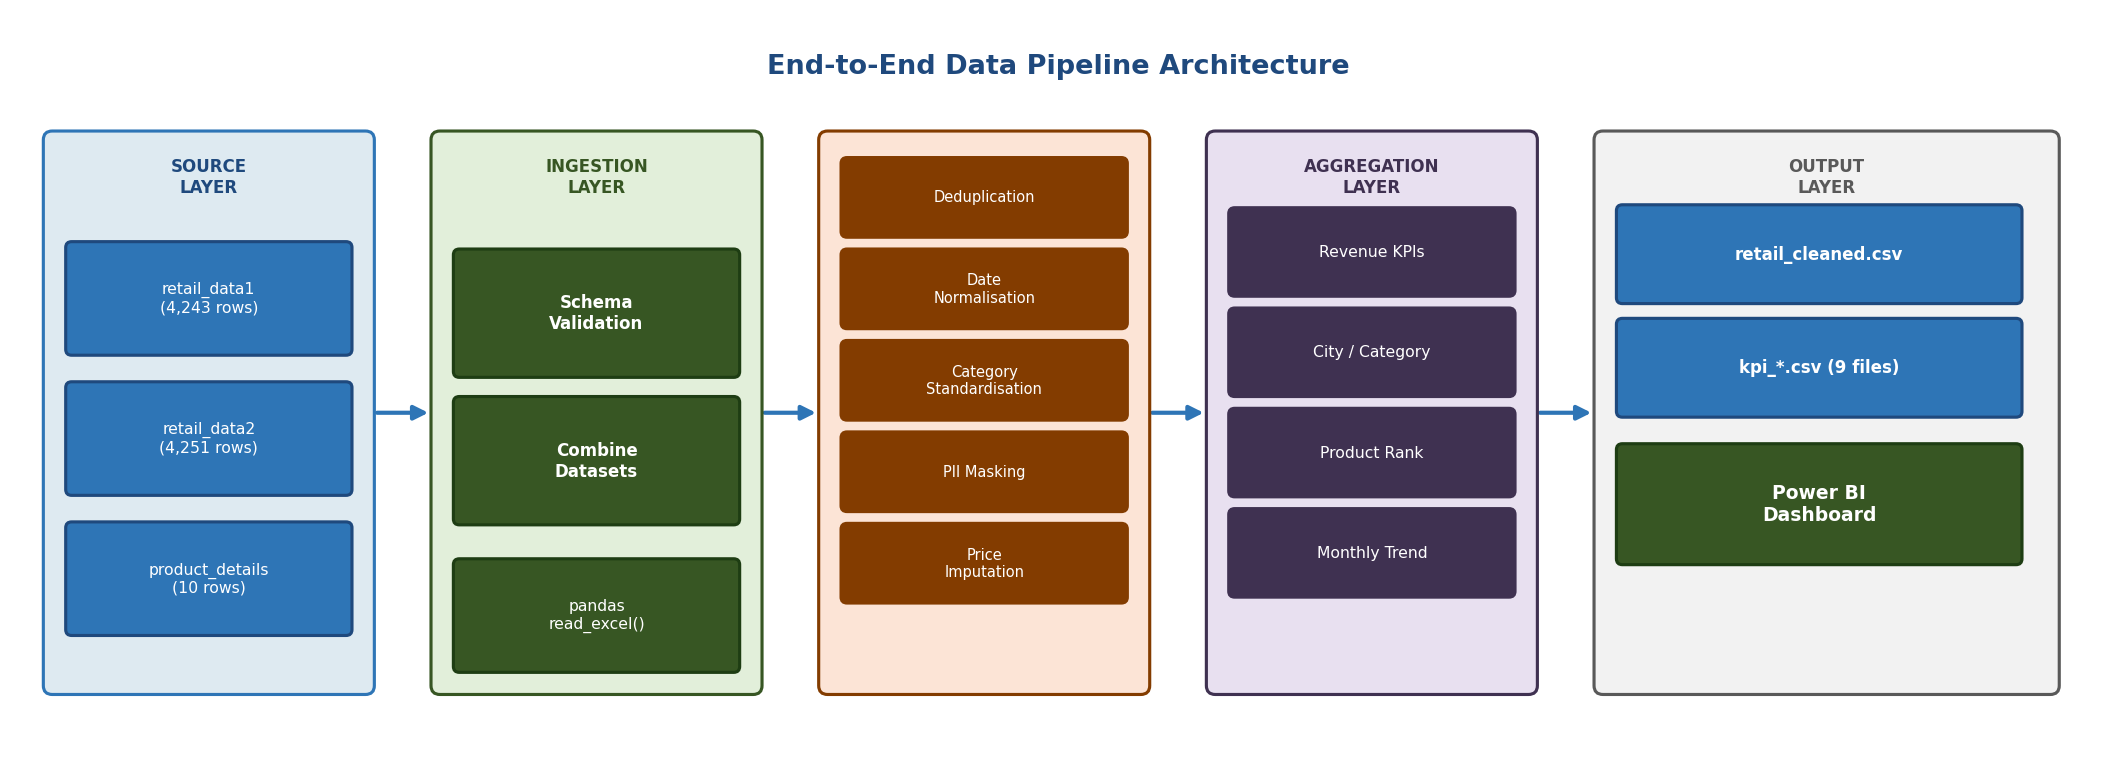 End-to-End Data Pipeline Architecture
SOURCE
LAYER
retail_data1
(4,243 rows)
retail_data2
(4,251 rows)
product_details
(10 rows)
INGESTION
LAYER
Schema
Validation
Combine
Datasets
pandas
read_excel()
Deduplication
Date
Normalisation
Category
Standardisation
PII Masking
Price
Imputation
AGGREGATION
LAYER
Revenue KPIs
City / Category
Product Rank
Monthly Trend
OUTPUT
LAYER
retail_cleaned.csv
kpi_*.csv (9 files)
Power BI
Dashboard